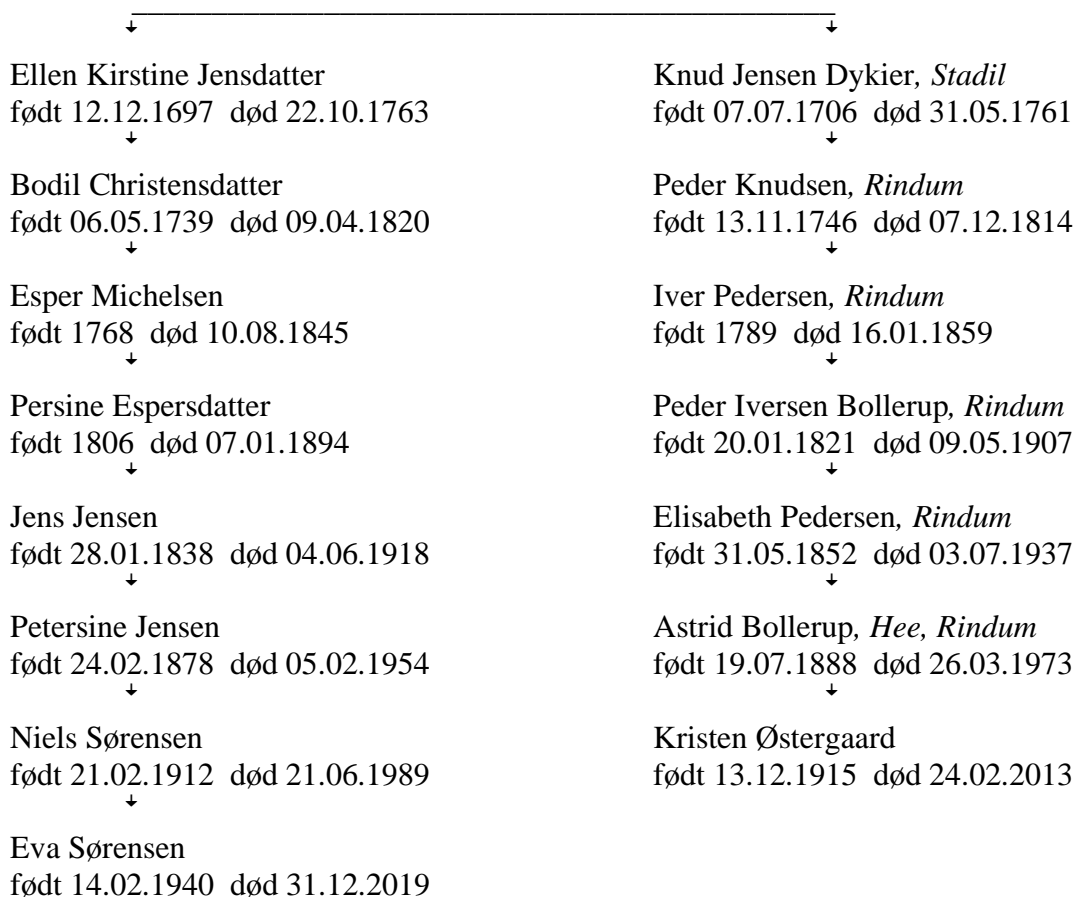 Ellen Kirstine Jensdatter
født 12.12.1697 død 22.10.1763
Bodil Christensdatter
født 06.05.1739 død 09.04.1820
Esper Michelsen
født 1768 død 10.08.1845
Persine Espersdatter
født 1806 død 07.01.1894
Jens Jensen
født 28.01.1838 død 04.06.1918
Petersine Jensen
født 24.02.1878 død 05.02.1954
Niels Sørensen
født 21.02.1912 død 21.06.1989
Eva Sørensen
født 14.02.1940 død 31.12.2019
Knud Jensen Dykier, Stadil
født 07.07.1706 død 31.05.1761
Peder Knudsen, Rindum
født 13.11.1746 død 07.12.1814
Iver Pedersen, Rindum
født 1789 død 16.01.1859
Peder Iversen Bollerup, Rindum
født 20.01.1821 død 09.05.1907
Elisabeth Pedersen, Rindum
født 31.05.1852 død 03.07.1937
Astrid Bollerup, Hee, Rindum
født 19.07.1888 død 26.03.1973
Kristen Østergaard
født 13.12.1915 død 24.02.2013